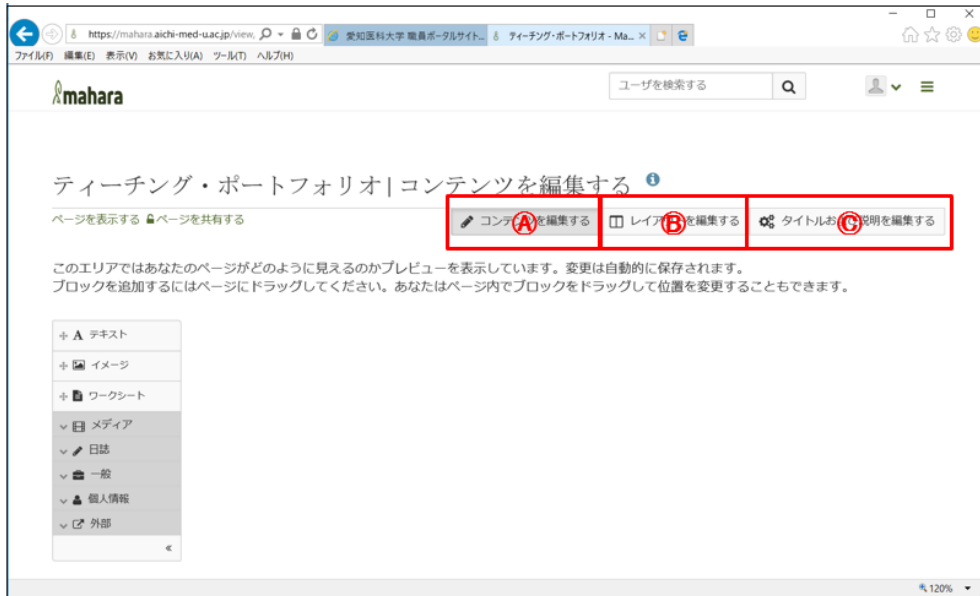 https://mahara.aichi-med-u.ac.jp/view,
愛知医科大学 職員ポータルサイト...
ティーチング・ポートフォリオ - Ma...
ファイル(F) 編集(E) 表示(V) お気に入り(A) ツール(T) ヘルプ(H)
mahara
ユーザを検索する
ティーチング・ポートフォリオ | コンテンツを編集する
ページを表示する ページを共有する
コンテ Ⓐ を編集する
レイア Ⓑ を編集する
タイトルお Ⓒ 説明を編集する
このエリアではあなたのページがどのように見えるのかプレビューを表示しています。変更は自動的に保存されます。
ブロックを追加するにはページにドラッグしてください。あなたはページ内でブロックをドラッグして位置を変更することもできます。
A テキスト
イメージ
ワークシート
メディア
日誌
一般
個人情報
外部
«
120%